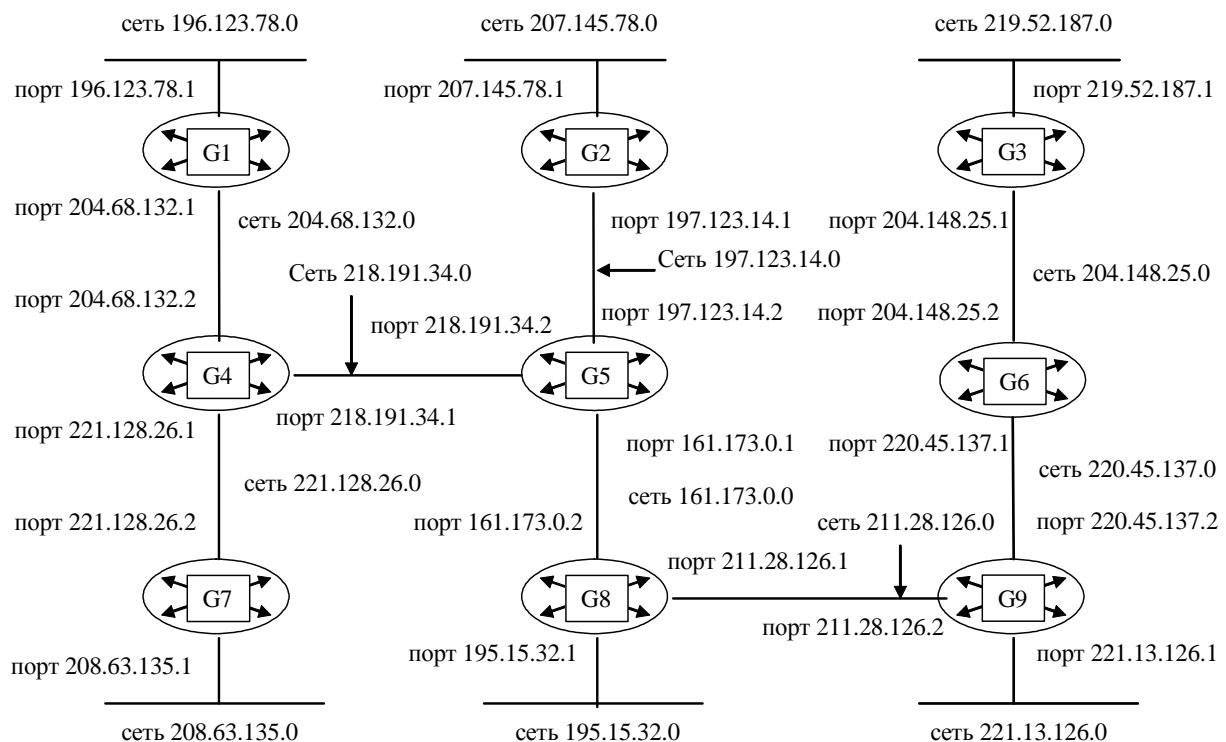 сеть 196.123.78.0
сеть 207.145.78.0
сеть 219.52.187.0
порт 196.123.78.1
порт 207.145.78.1
порт 219.52.187.1
G1
G2
G3
порт 204.68.132.1
сеть 204.68.132.0
порт 197.123.14.1
порт 204.148.25.1
Сеть 218.191.34.0
Сеть 197.123.14.0
сеть 204.148.25.0
порт 204.68.132.2
порт 218.191.34.2
порт 197.123.14.2
порт 204.148.25.2
G4
G5
G6
порт 218.191.34.1
порт 221.128.26.1
порт 161.173.0.1
порт 220.45.137.1
сеть 221.128.26.0
сеть 161.173.0.0
сеть 220.45.137.0
порт 221.128.26.2
порт 161.173.0.2
сеть 211.28.126.0
порт 220.45.137.2
порт 211.28.126.1
G7
G8
G9
порт 211.28.126.2
порт 208.63.135.1
порт 195.15.32.1
порт 221.13.126.1
сеть 208.63.135.0
сеть 195.15.32.0
сеть 221.13.126.0